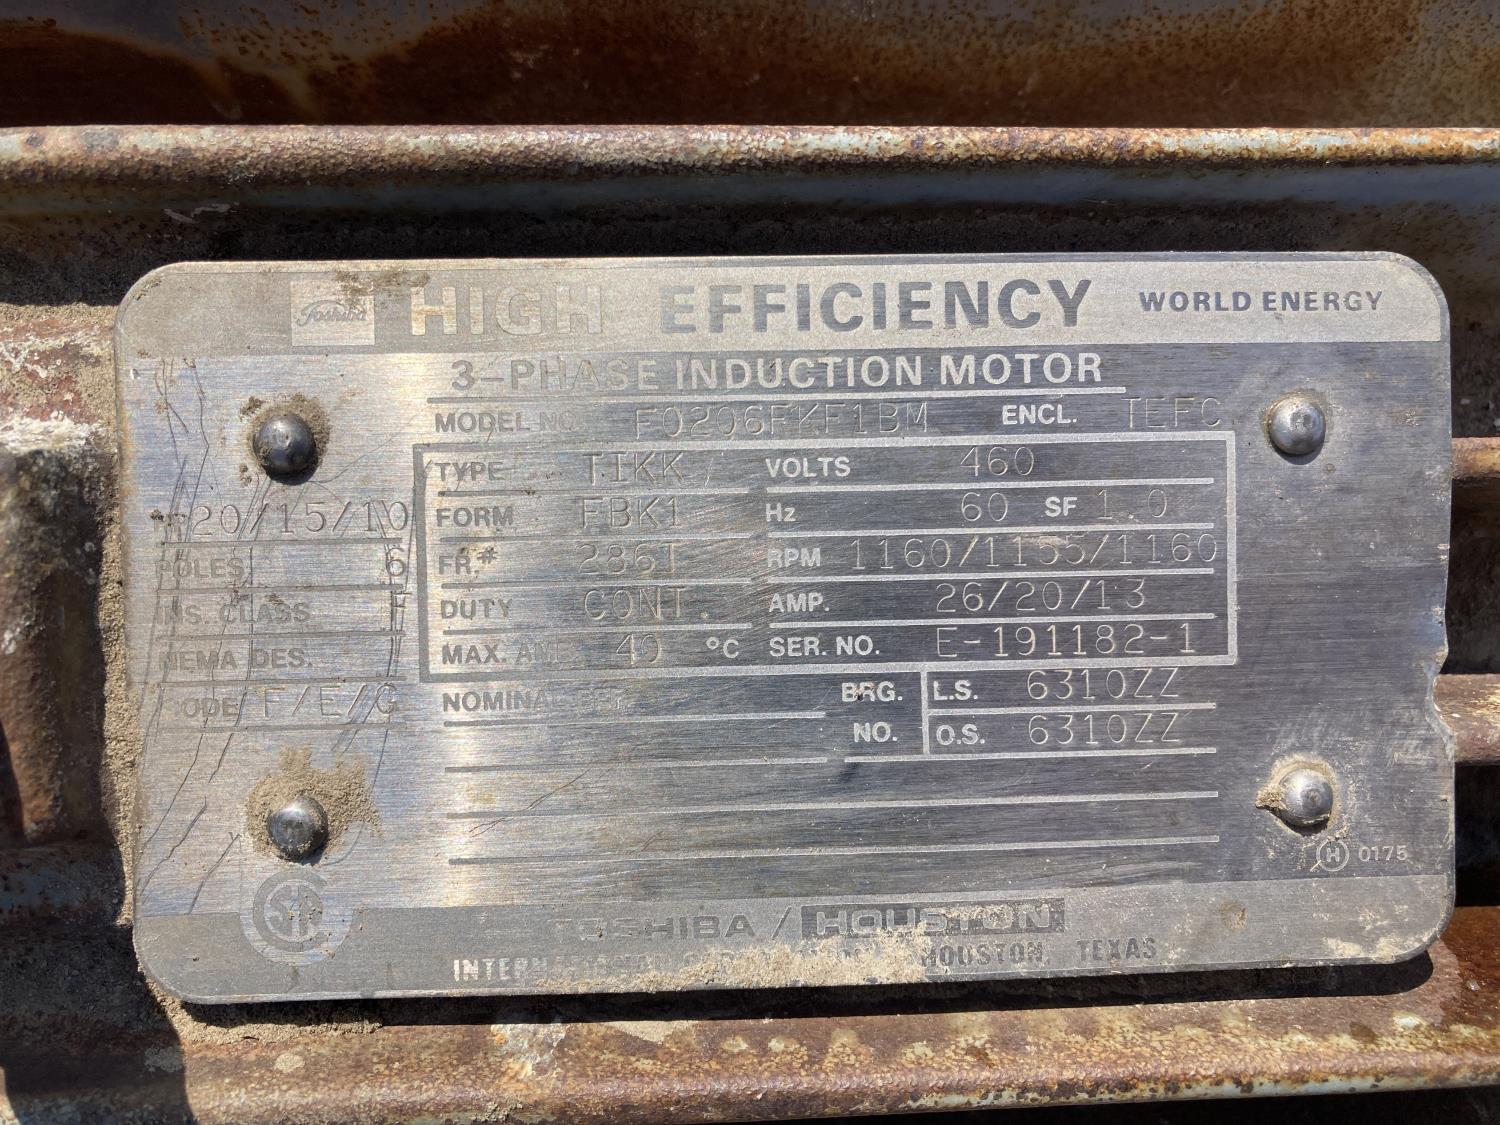 Toshiba HIGH EFFICIENCY WORLD ENERGY
3-PHASE INDUCTION MOTOR
MODEL NO. F0206FKF1BM ENCL. TEFC
TYPE TIKK VOLTS 460
20/15/10 FORM FBK1 Hz 60 SF 1.0
POLES 6 FR.# 286T RPM 1160/1155/1160
INS. CLASS F DUTY CONT. AMP. 26/20/13
NEMA DES. MAX. AMB. 40 °C SER. NO. E-191182-1
CODE F/E/G NOMINAL BRG. L.S. 6310ZZ
NO. O.S. 6310ZZ
H 0175
TOSHIBA / HOUSTON
INTERNATIONAL HOUSTON, TEXAS